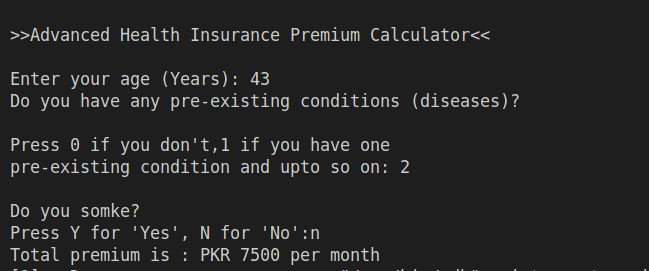 >>Advanced Health Insurance Premium Calculator<<
Enter your age (Years): 43
Do you have any pre-existing conditions (diseases)?
Press 0 if you don't,1 if you have one
pre-existing condition and upto so on: 2
Do you somke?
Press Y for 'Yes', N for 'No':n
Total premium is : PKR 7500 per month